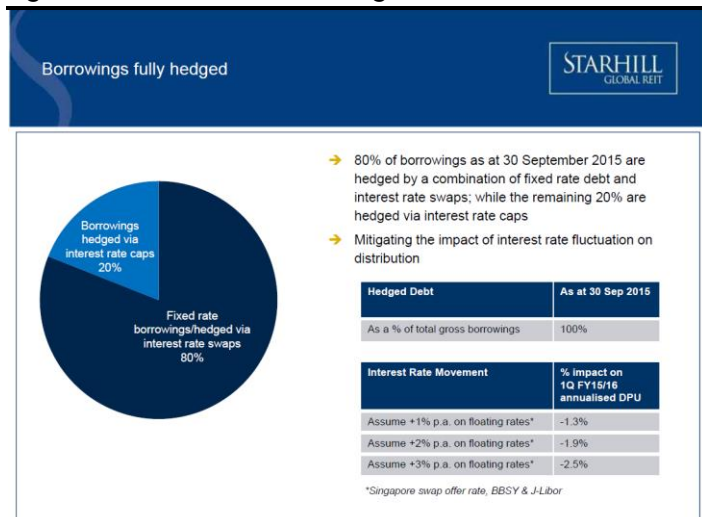 Borrowings fully hedged
STARHILL
GLOBAL REIT
Borrowings
hedged via
interest rate caps
20%
Fixed rate
borrowings/hedged via
interest rate swaps
80%
80% of borrowings as at 30 September 2015 are
hedged by a combination of fixed rate debt and
interest rate swaps; while the remaining 20% are
hedged via interest rate caps
Mitigating the impact of interest rate fluctuation on
distribution
Hedged Debt As at 30 Sep 2015
As a % of total gross borrowings 100%
Interest Rate Movement % impact on
1Q FY15/16
annualised DPU
Assume +1% p.a. on floating rates* -1.3%
Assume +2% p.a. on floating rates* -1.9%
Assume +3% p.a. on floating rates* -2.5%
*Singapore swap offer rate, BBSY & J-Libor